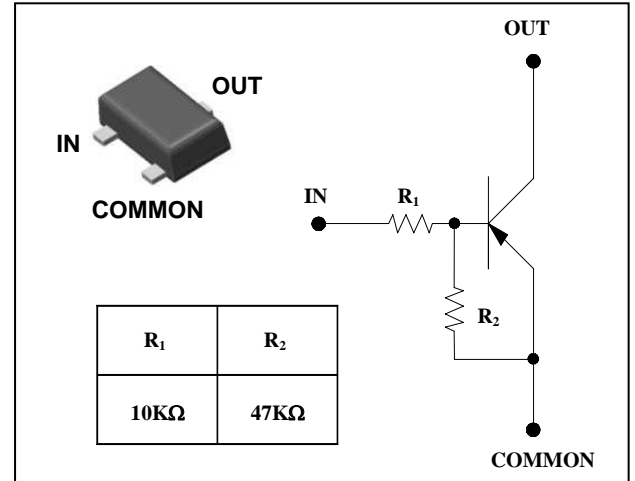 OUT
IN
COMMON
OUT
IN
R₁
R₂
COMMON
R₁ R₂
10KΩ 47KΩ